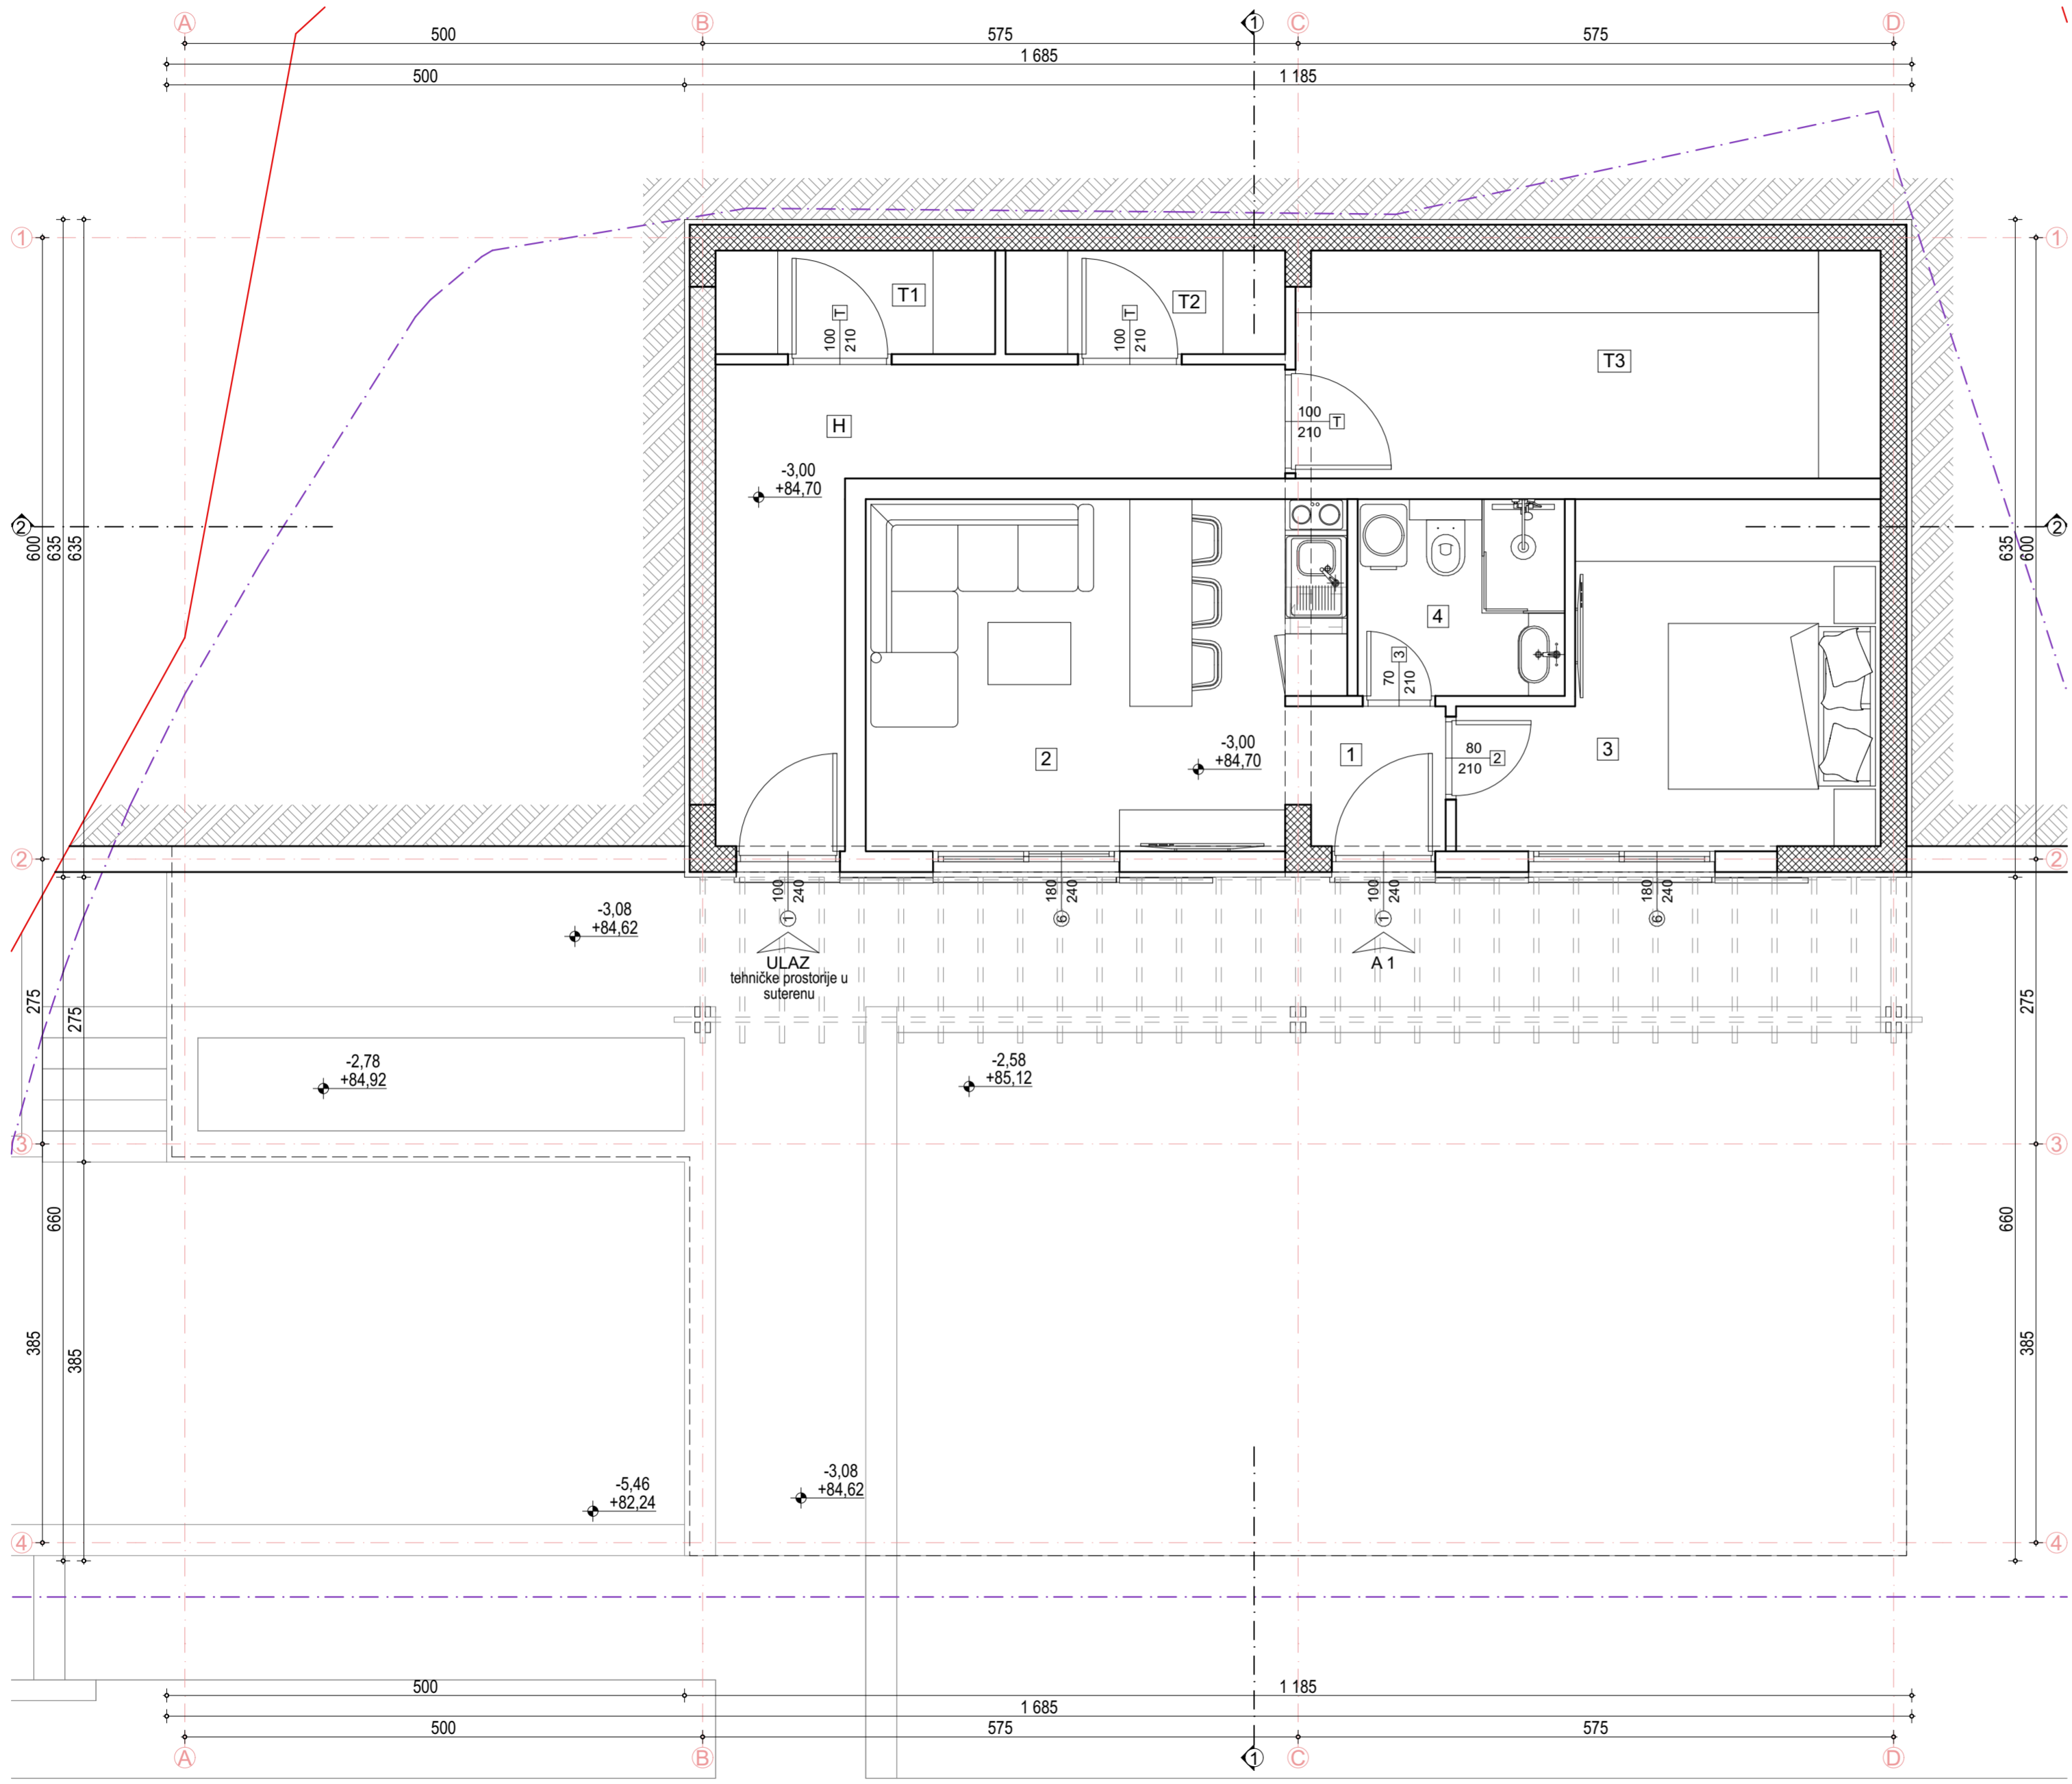 A B 1 C D
500 575 575
1 685
500 1 185
1 1
T1 T2 T3
T 100 210
T 100 210
100 210 T
H
-3,00
+84,70
2 2
600 635 635
635 600
4
3 70 210
-3,00
+84,70
2 1 3
80 210 2
2 2
100 240 1
180 240 6
100 240 1
180 240 6
-3,08
+84,62
ULAZ
tehničke prostorije u
suterenu
A 1
275 275
275
-2,78
+84,92
-2,58
+85,12
3 3
660
660
385 385
385
-5,46
+82,24
-3,08
+84,62
4 4
500 1 185
1 685
500 575 575
A B 1 C D